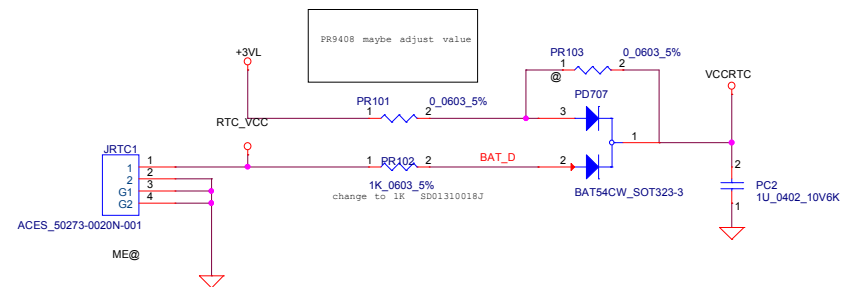 PR9408 maybe adjust value
+3VL
PR103
0_0603_5%
1
2
@
VCCRTC
PD707
PR101
0_0603_5%
1
2
3
1
RTC_VCC
JRTC1
1
2
3
4
1
2
G1
G2
1
PR102
2
BAT_D
2
1K_0603_5%
BAT54CW_SOT323-3
change to 1K SD01310018J
2
1
PC2
1U_0402_10V6K
ACES_50273-0020N-001
ME@